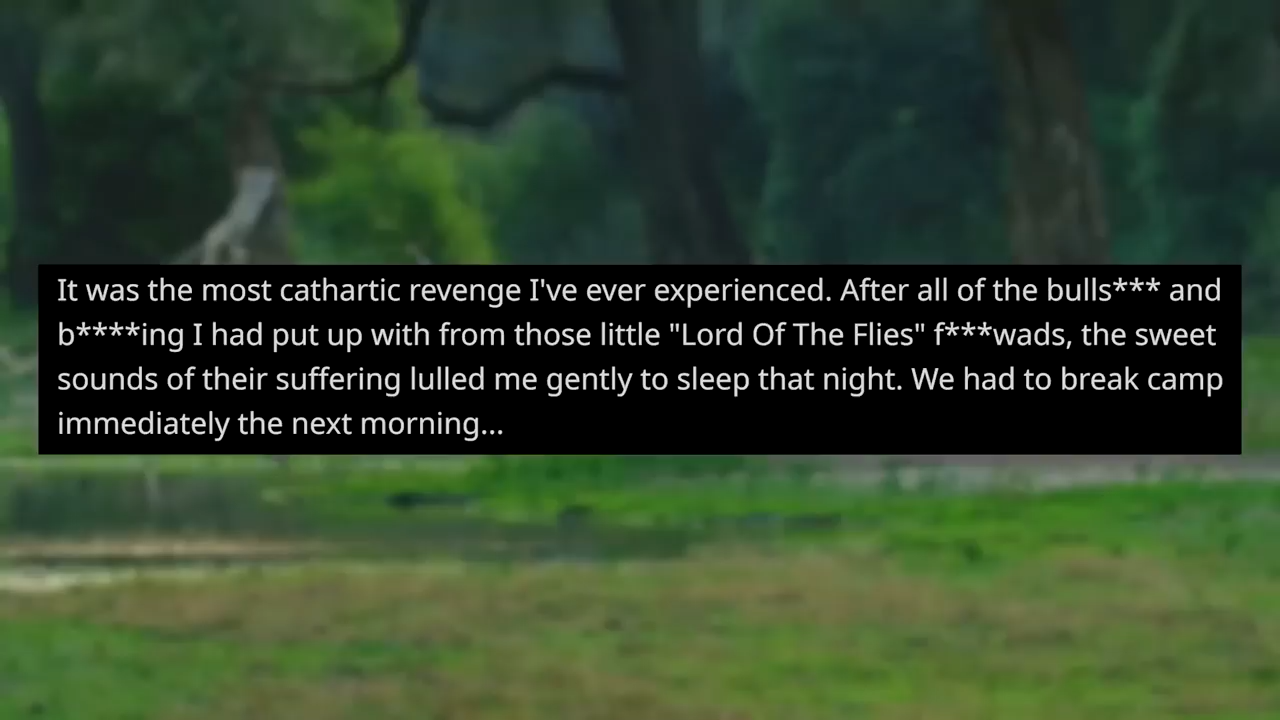 It was the most cathartic revenge I've ever experienced. After all of the bulls*** and
b****ing I had put up with from those little "Lord Of The Flies" f***wads, the sweet
sounds of their suffering lulled me gently to sleep that night. We had to break camp
immediately the next morning...